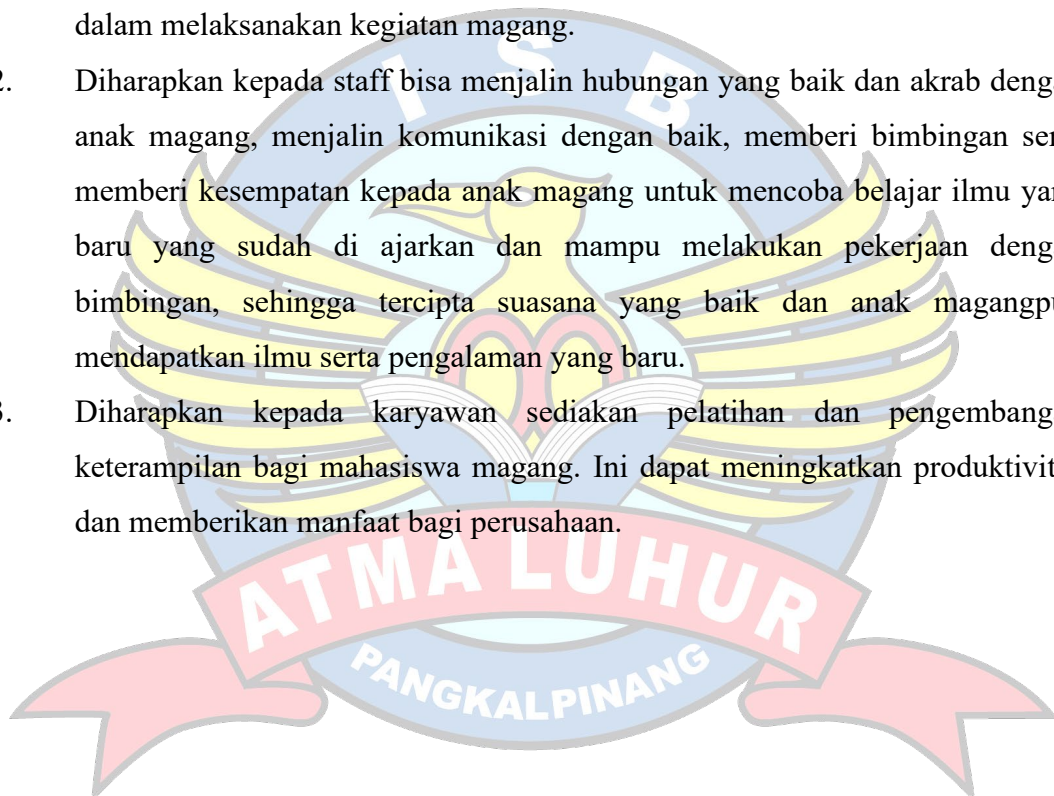 dalam melaksanakan kegiatan magang.
2. Diharapkan kepada staff bisa menjalin hubungan yang baik dan akrab denga
anak magang, menjalin komunikasi dengan baik, memberi bimbingan ser
memberi kesempatan kepada anak magang untuk mencoba belajar ilmu yan
baru yang sudah di ajarkan dan mampu melakukan pekerjaan deng
bimbingan, sehingga tercipta suasana yang baik dan anak magangpu
mendapatkan ilmu serta pengalaman yang baru.
3. Diharapkan kepada karyawan sediakan pelatihan dan pengembang
keterampilan bagi mahasiswa magang. Ini dapat meningkatkan produktivit
dan memberikan manfaat bagi perusahaan.
ISB
ATMA LUHUR
PANGKALPINANG